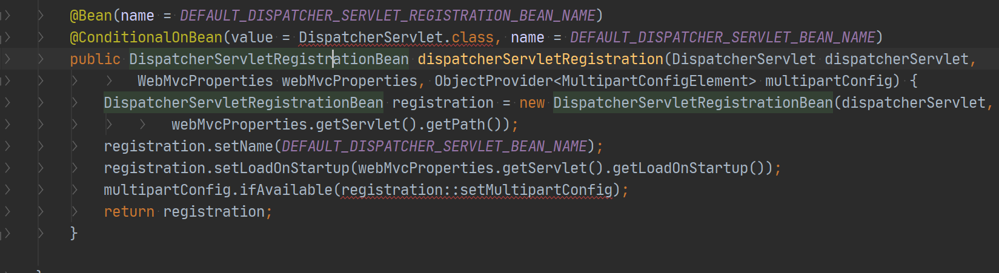 @Bean(name = DEFAULT_DISPATCHER_SERVLET_REGISTRATION_BEAN_NAME)
@ConditionalOnBean(value = DispatcherServlet.class, name = DEFAULT_DISPATCHER_SERVLET_BEAN_NAME)
public DispatcherServletRegistrationBean dispatcherServletRegistration(DispatcherServlet dispatcherServlet,
WebMvcProperties webMvcProperties, ObjectProvider<MultipartConfigElement> multipartConfig) {
DispatcherServletRegistrationBean registration = new DispatcherServletRegistrationBean(dispatcherServlet,
webMvcProperties.getServlet().getPath());
registration.setName(DEFAULT_DISPATCHER_SERVLET_BEAN_NAME);
registration.setLoadOnStartup(webMvcProperties.getServlet().getLoadOnStartup());
multipartConfig.ifAvailable(registration::setMultipartConfig);
return registration;
}